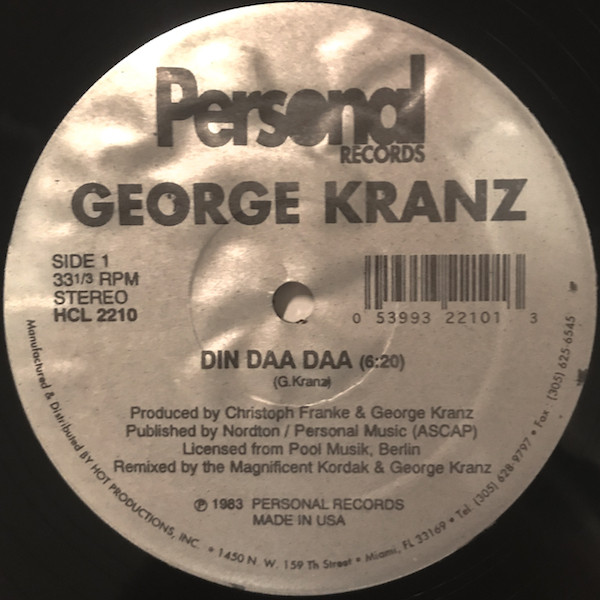 Personal
RECORDS
GEORGE KRANZ
SIDE 1
33 1/3 RPM
STEREO
HCL 2210
0 53993 22101 3
DIN DAA DAA (6:20)
(G.Kranz)
Produced by Christoph Franke & George Kranz
Published by Nordton / Personal Music (ASCAP)
Licensed from Pool Musik, Berlin
Remixed by the Magnificent Kordak & George Kranz
℗ 1983 PERSONAL RECORDS
MADE IN USA
Manufactured & Distributed BY HOT PRODUCTIONS, INC. • 1450 N. W. 159 Th Street • Miami, FL 33169 • Tel. (305) 628-9797 • Fax (305) 625-6545